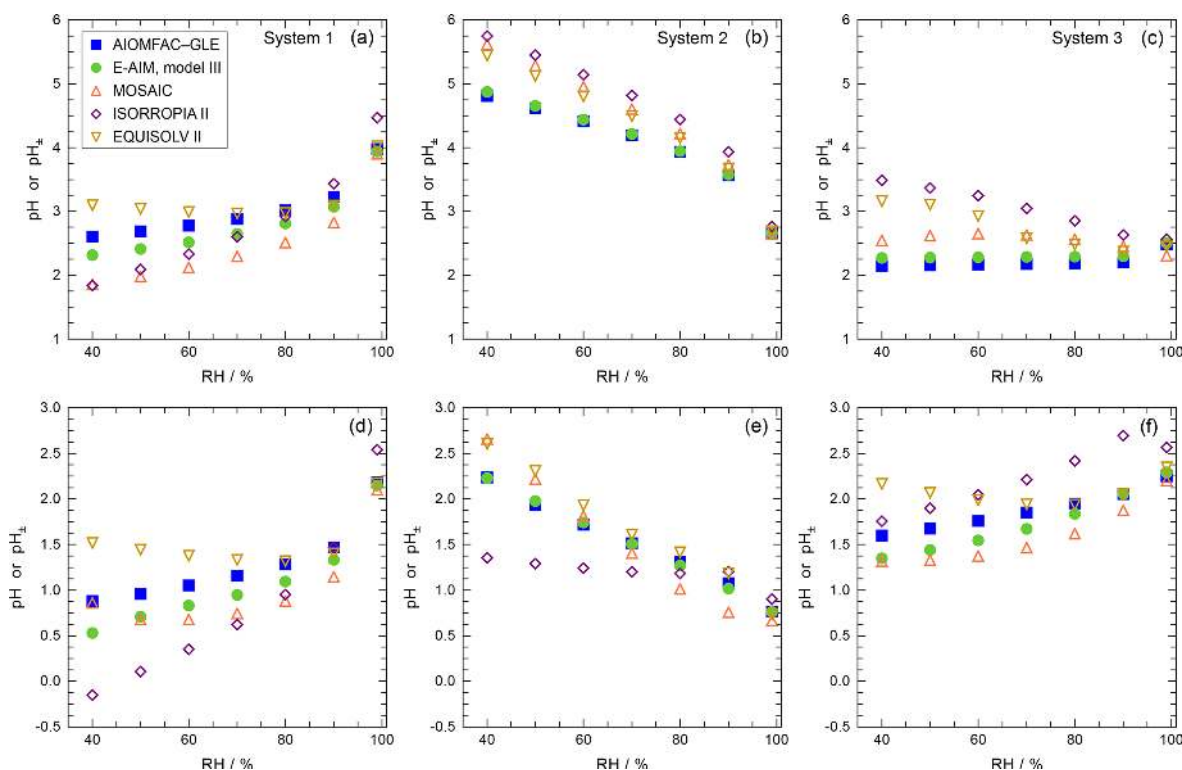 System 1 (a)
AIOMFAC–GLE
E-AIM, model III
MOSAIC
ISORROPIA II
EQUISOLV II
pH or pH±
6
5
4
3
2
1
40 60 80 100
RH / %
System 2 (b)
pH or pH±
6
5
4
3
2
1
40 60 80 100
RH / %
System 3 (c)
pH or pH±
6
5
4
3
2
1
40 60 80 100
RH / %
(d)
pH or pH±
3.0
2.5
2.0
1.5
1.0
0.5
0.0
-0.5
40 60 80 100
RH / %
(e)
pH or pH±
3.0
2.5
2.0
1.5
1.0
0.5
0.0
-0.5
40 60 80 100
RH / %
(f)
pH or pH±
3.0
2.5
2.0
1.5
1.0
0.5
0.0
-0.5
40 60 80 100
RH / %